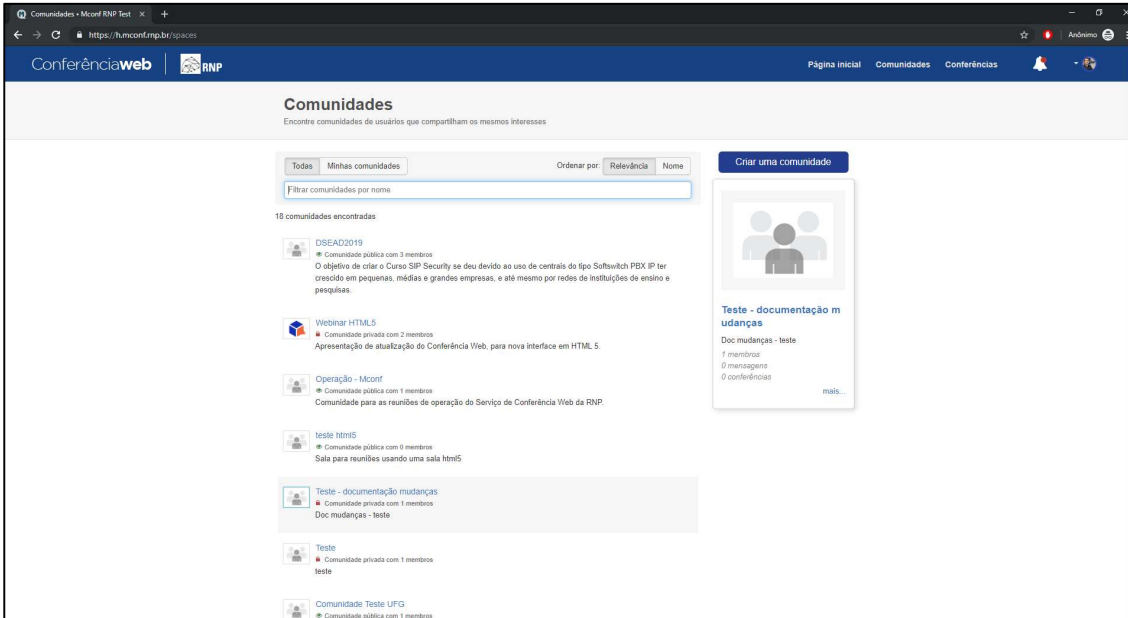 Comunidades • Mconf RNP Test
https://h.mconf.rnp.br/spaces
Anônimo
Conferênciaweb
RNP
Página inicial Comunidades Conferências
Comunidades
Encontre comunidades de usuários que compartilham os mesmos interesses
Todas Minhas comunidades Ordenar por: Relevância Nome
Filtrar comunidades por nome
18 comunidades encontradas
DSEAD2019
Comunidade pública com 3 membros
O objetivo de criar o Curso SIP Security se deu devido ao uso de centrais do tipo Softswitch PBX IP ter
crescido em pequenas, médias e grandes empresas, e até mesmo por redes de instituições de ensino e
pesquisas.
Webinar HTML5
Comunidade privada com 2 membros
Apresentação de atualização do Conferência Web, para nova interface em HTML 5.
Operação - Mconf
Comunidade pública com 1 membros
Comunidade para as reuniões de operação do Serviço de Conferência Web da RNP.
teste html5
Comunidade pública com 0 membros
Sala para reuniões usando uma sala html5
Teste - documentação mudanças
Comunidade privada com 1 membros
Doc mudanças - teste
Teste
Comunidade privada com 1 membros
teste
Comunidade Teste UFG
Comunidade pública com 1 membros
Criar uma comunidade
Teste - documentação m
udanças
Doc mudanças - teste
1 membros
0 mensagens
0 conferências
mais...